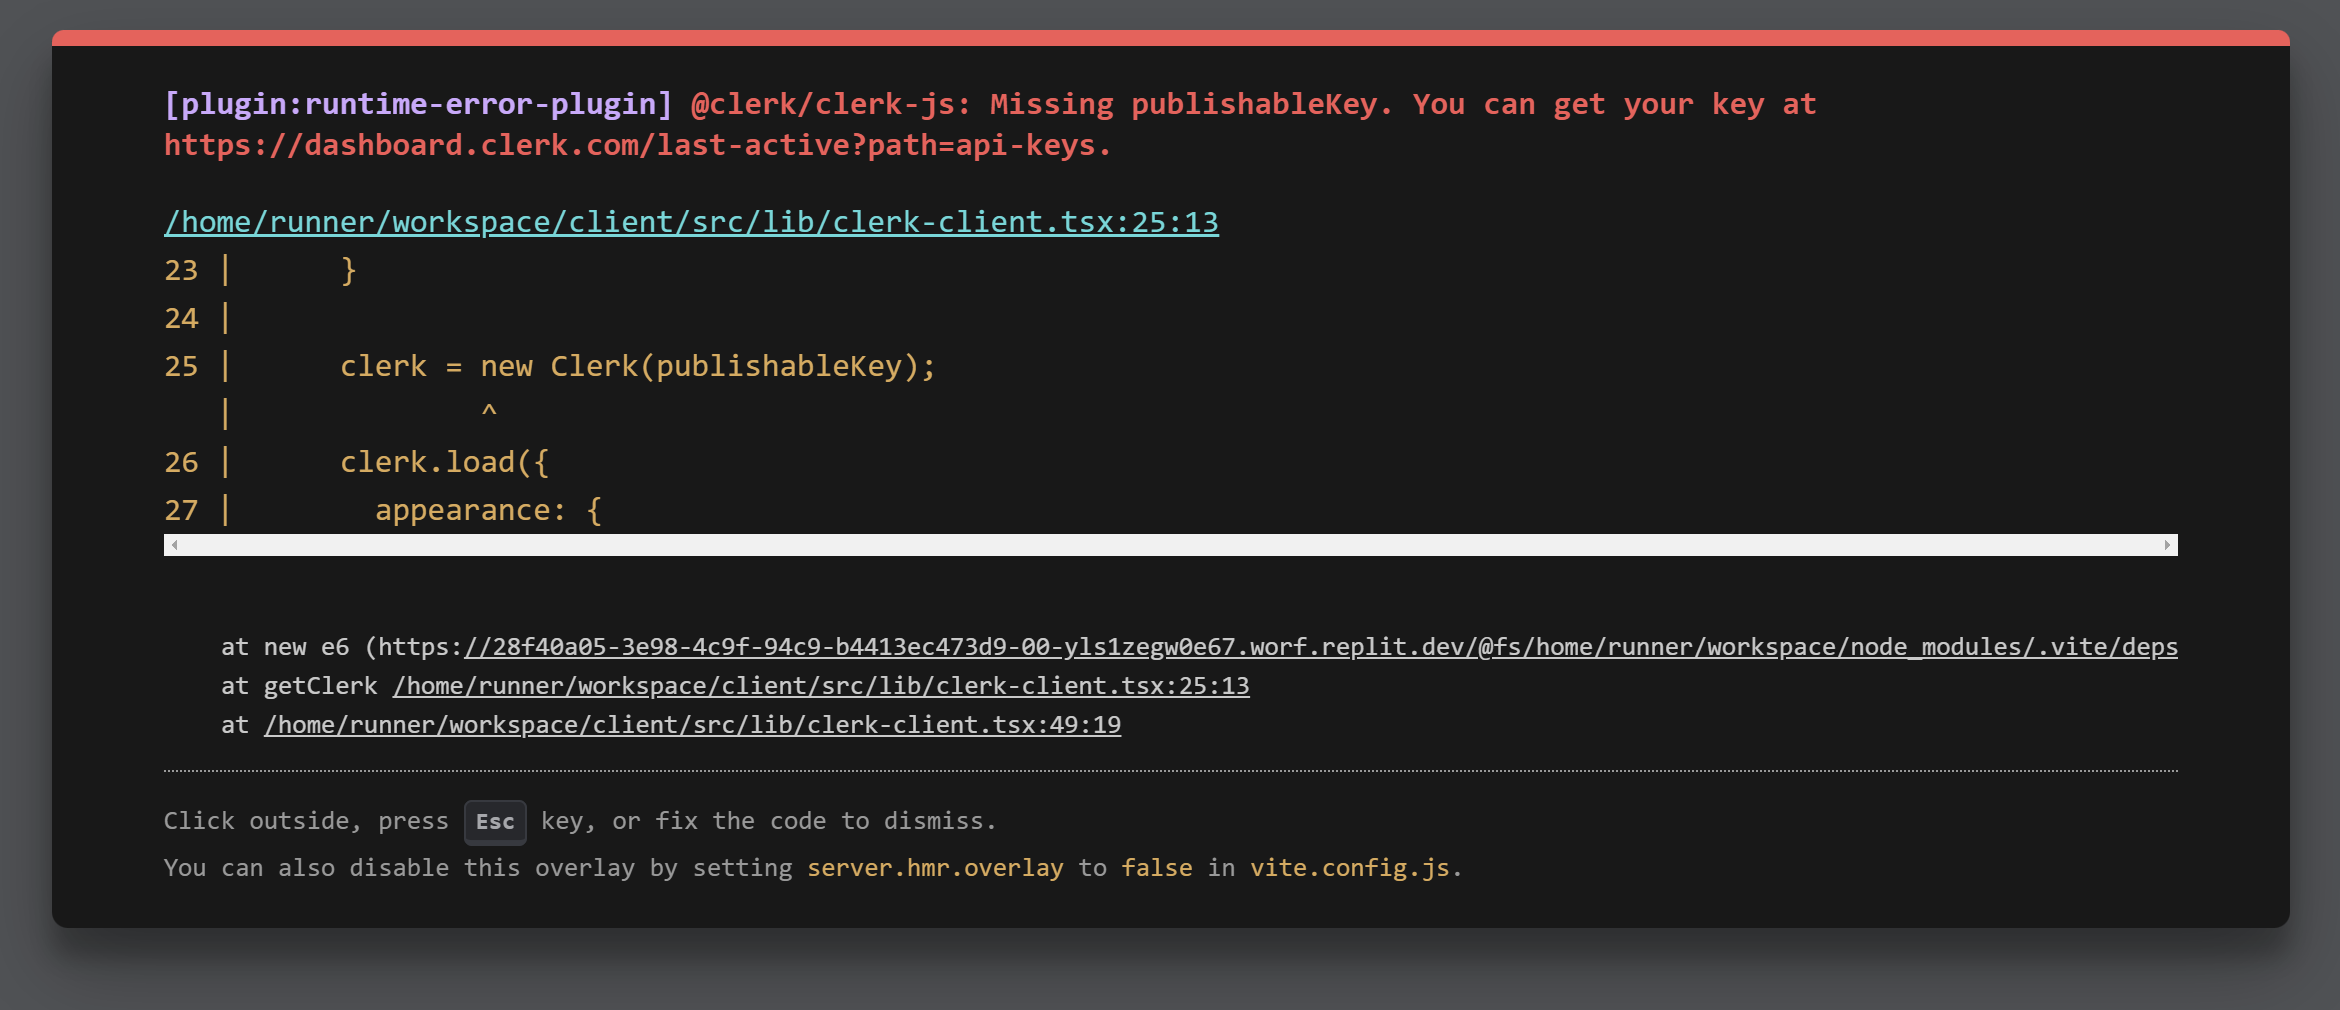 [plugin:runtime-error-plugin] @clerk/clerk-js: Missing publishableKey. You can get your key at
https://dashboard.clerk.com/last-active?path=api-keys.
/home/runner/workspace/client/src/lib/clerk-client.tsx:25:13
23 |      }
24 |
25 |      clerk = new Clerk(publishableKey);
   |              ^
26 |      clerk.load({
27 |        appearance: {
at new e6 (https://28f40a05-3e98-4c9f-94c9-b4413ec473d9-00-yls1zegw0e67.worf.replit.dev/@fs/home/runner/workspace/node_modules/.vite/deps
at getClerk /home/runner/workspace/client/src/lib/clerk-client.tsx:25:13
at /home/runner/workspace/client/src/lib/clerk-client.tsx:49:19
Click outside, press Esc key, or fix the code to dismiss.
You can also disable this overlay by setting server.hmr.overlay to false in vite.config.js.